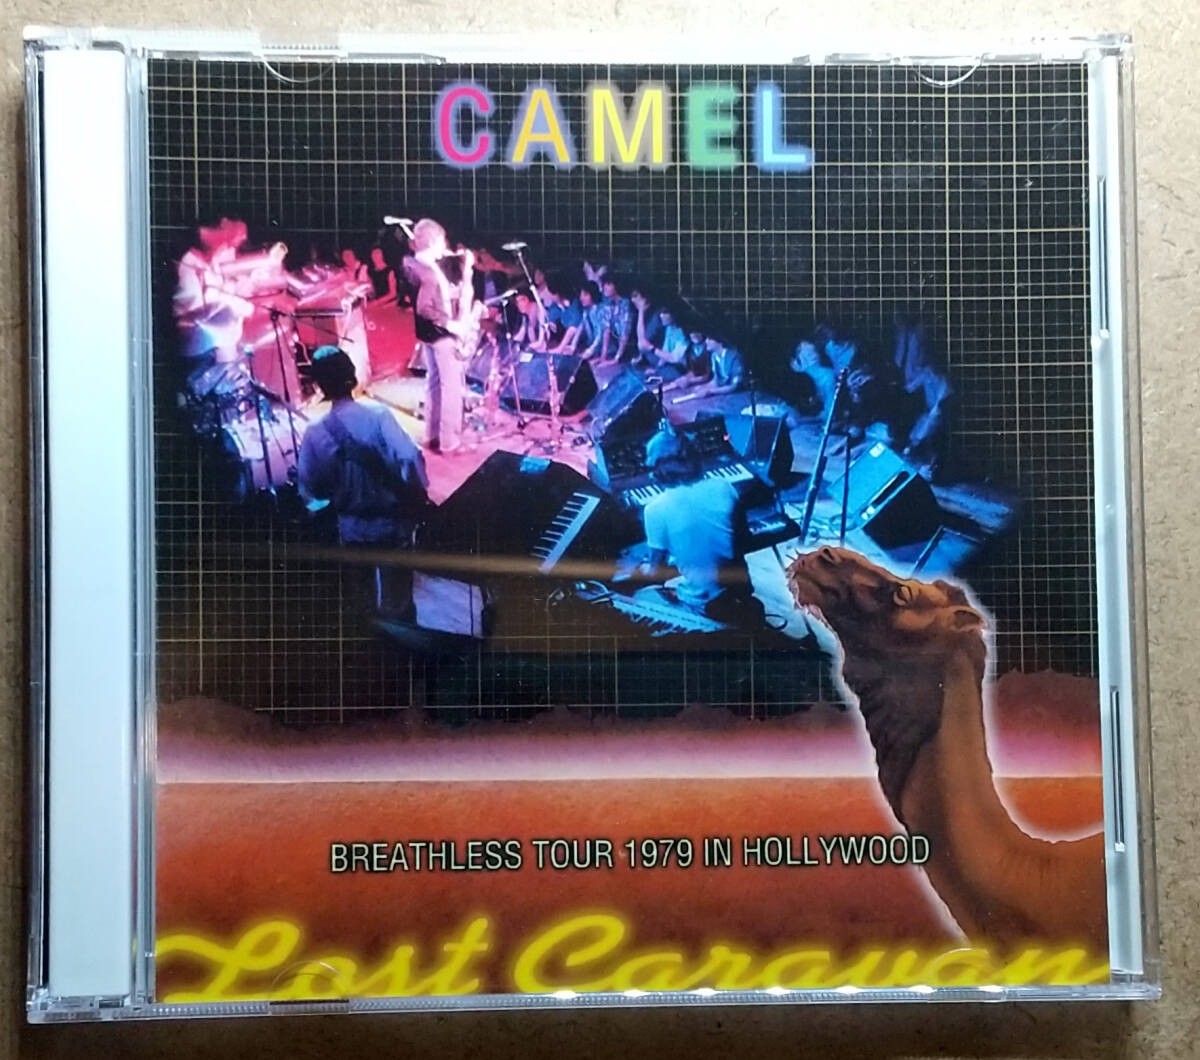 CAMEL
BREATHLESS TOUR 1979 IN HOLLYWOOD
Lost Caravan